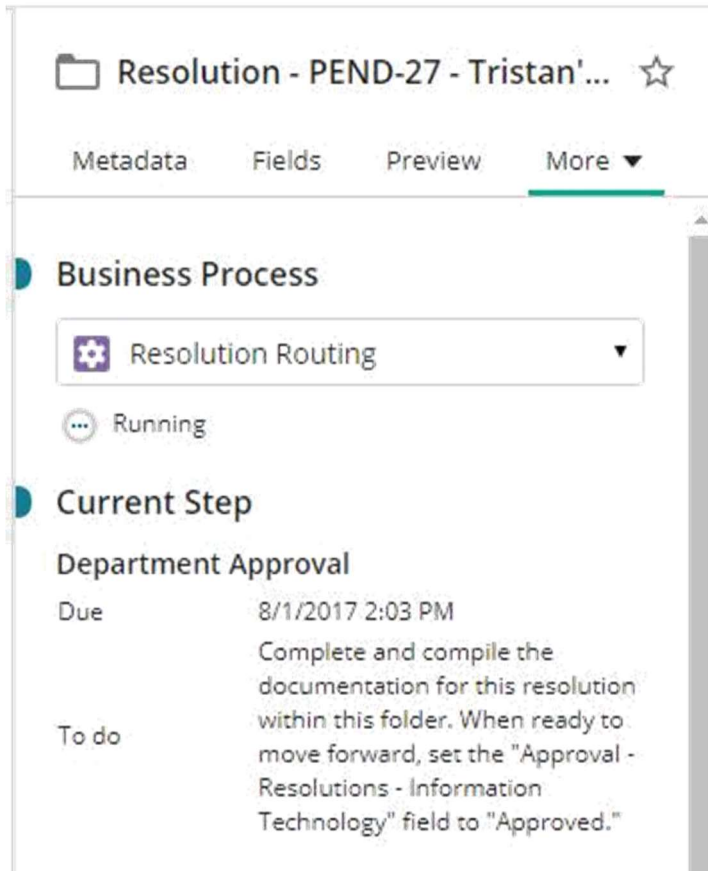 Resolution - PEND-27 - Tristan'...
Metadata Fields Preview More
Business Process
Resolution Routing
Running
Current Step
Department Approval
Due 8/1/2017 2:03 PM
Complete and compile the
documentation for this resolution
within this folder. When ready to
To do
move forward, set the "Approval -
Resolutions - Information
Technology" field to "Approved."